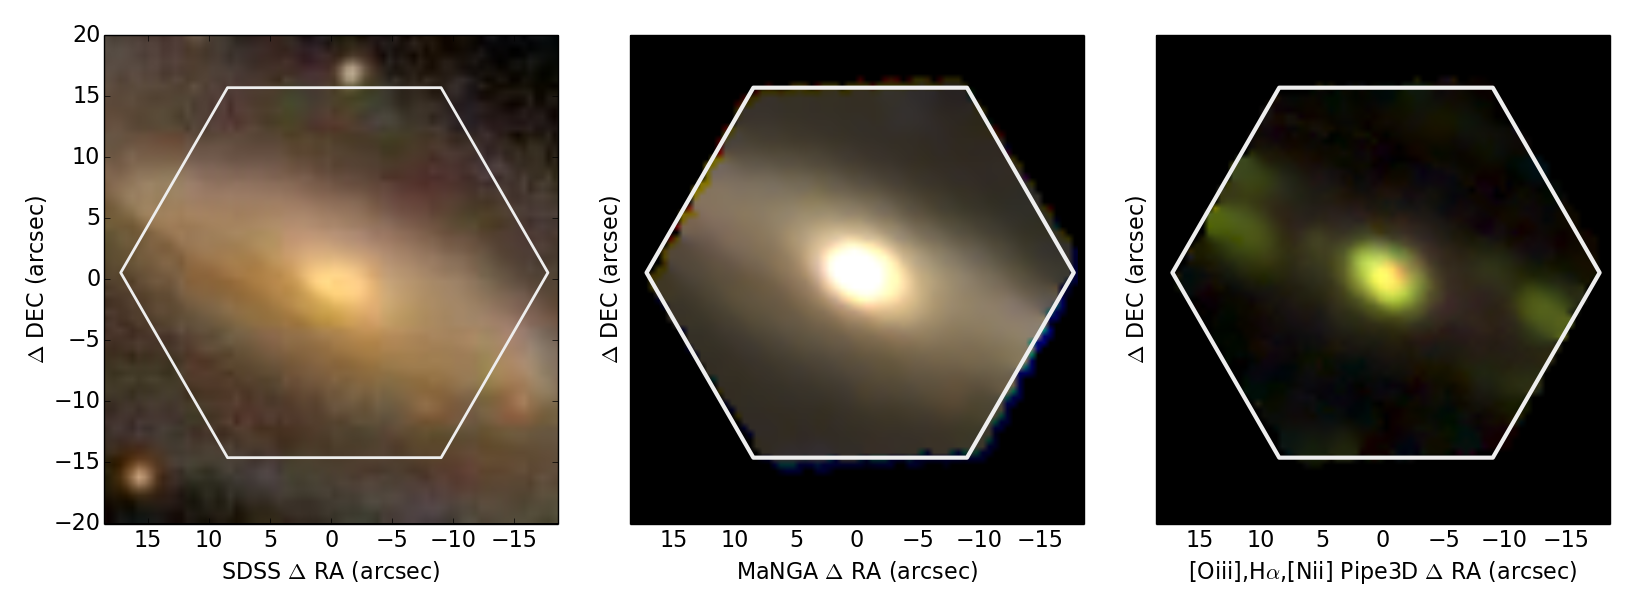 20
15
10
5
0
−5
−10
−15
−20
Δ DEC (arcsec)
15 10 5 0 −5 −10 −15
SDSS Δ RA (arcsec)
Δ DEC (arcsec)
15 10 5 0 −5 −10 −15
MaNGA Δ RA (arcsec)
Δ DEC (arcsec)
15 10 5 0 −5 −10 −15
[Oiii],Hα,[Nii] Pipe3D Δ RA (arcsec)